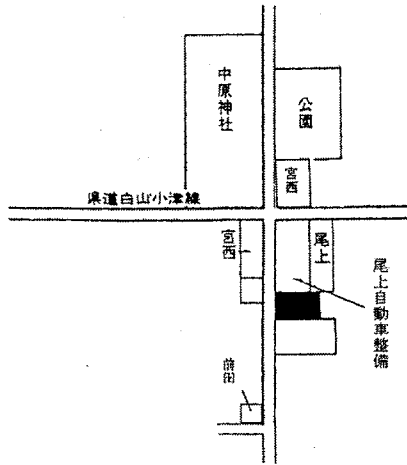 中原神社
公園
宮西
県道白山小津線
宮西
尾上
尾上自動車整備
前田